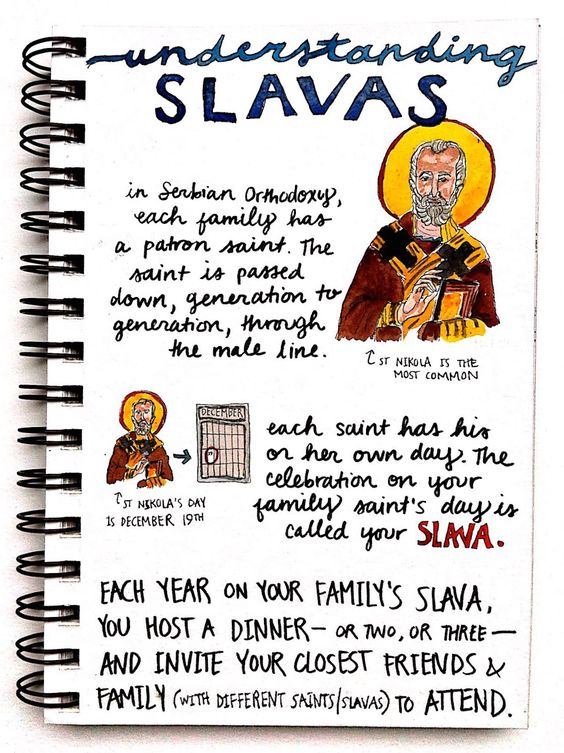 understanding
SLAVAS
in Serbian Orthodoxy,
each family has
a patron saint. The
saint is passed
down, generation to
generation, through
the male line.
↑ ST NIKOLA IS THE
MOST COMMON
DECEMBER
↑ ST NIKOLA'S DAY
IS DECEMBER 19TH
each saint has his
or her own day. The
celebration on your
family saint's day is
called your SLAVA.
EACH YEAR ON YOUR FAMILY'S SLAVA,
YOU HOST A DINNER — OR TWO, OR THREE —
AND INVITE YOUR CLOSEST FRIENDS &
FAMILY (WITH DIFFERENT SAINTS/SLAVAS) TO ATTEND.